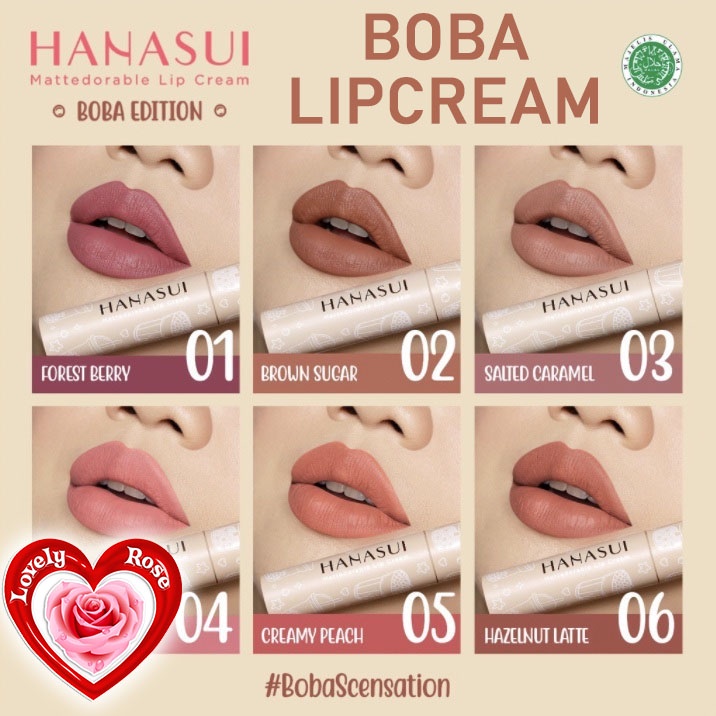 HANASUI
Mattedorable Lip Cream
BOBA EDITION
BOBA
LIPCREAM
MAJELIS ULAMA
INDONESIA
HANASUI
FOREST BERRY 01
HANASUI
BROWN SUGAR 02
HANASUI
SALTED CARAMEL 03
Lovely Rose
04
HANASUI
CREAMY PEACH 05
HANASUI
HAZELNUT LATTE 06
#BobaScensation